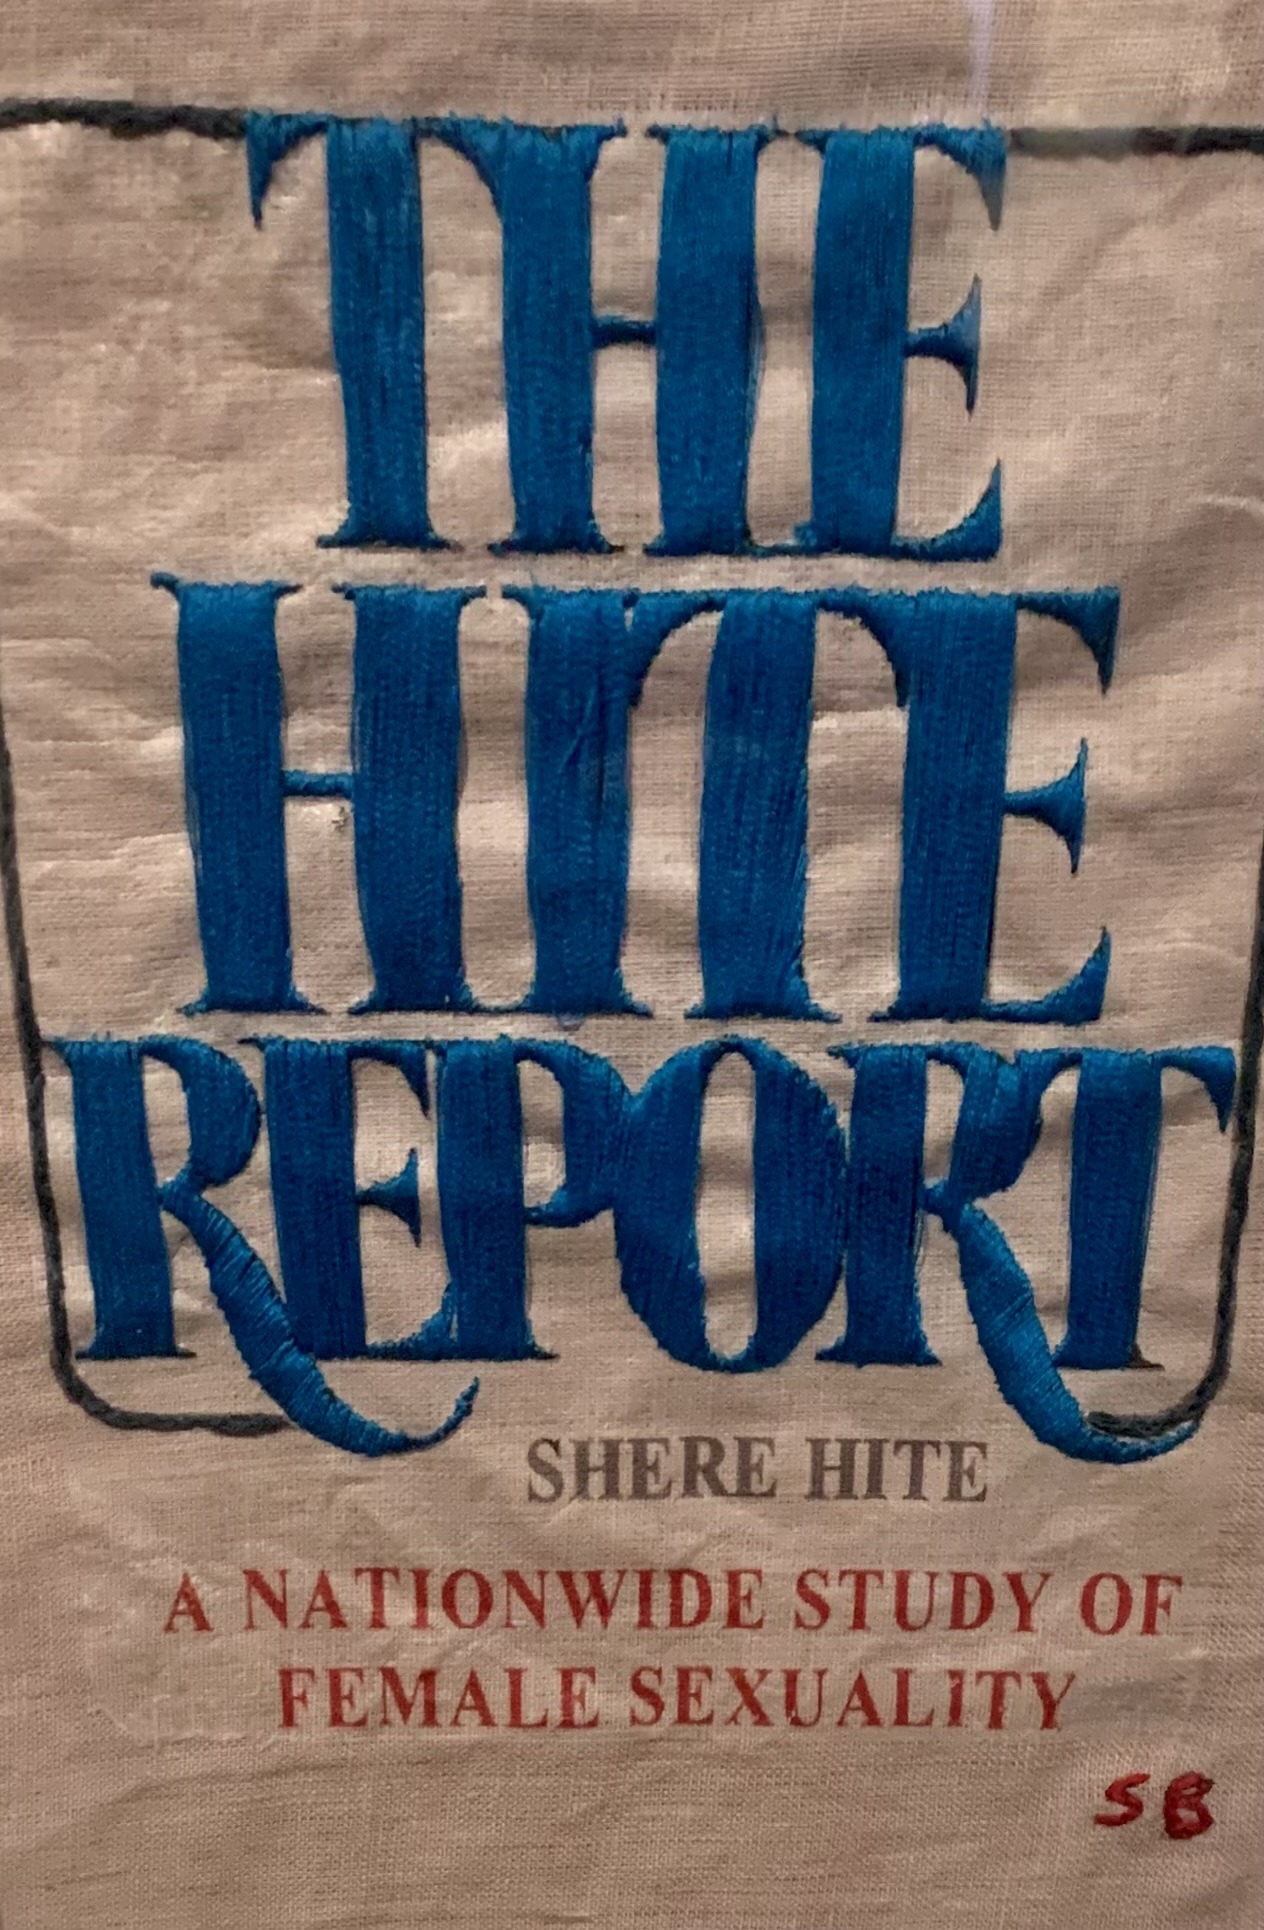 THE
HITE
REPORT
SHERE HITE
A NATIONWIDE STUDY OF
FEMALE SEXUALITY
SB